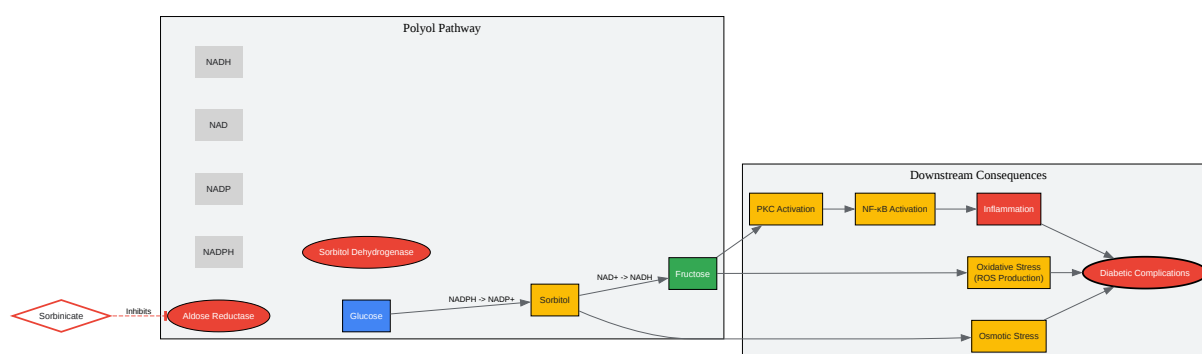 Polyol Pathway
NADH
NAD
NADP
NADPH
Sorbitol Dehydrogenase
Sorbinicate
Inhibits
Aldose Reductase
Glucose
NADPH -> NADP+
Sorbitol
NAD+ -> NADH
Fructose
Downstream Consequences
PKC Activation
NF-κB Activation
Inflammation
Oxidative Stress
(ROS Production)
Diabetic Complications
Osmotic Stress